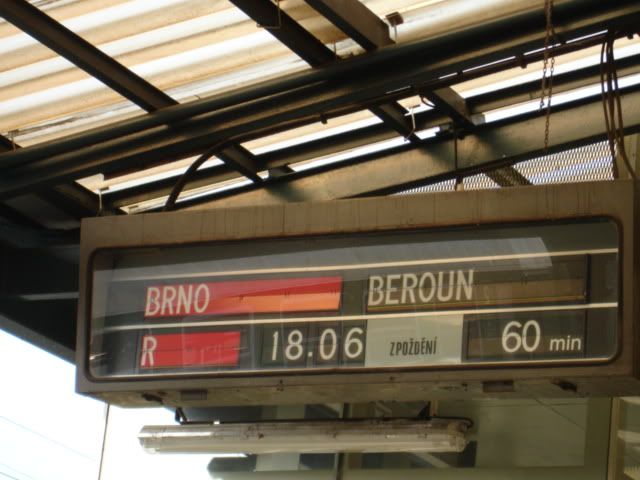 BRNO BEROUN
R 18.06 ZPOŽDĚNÍ 60 min